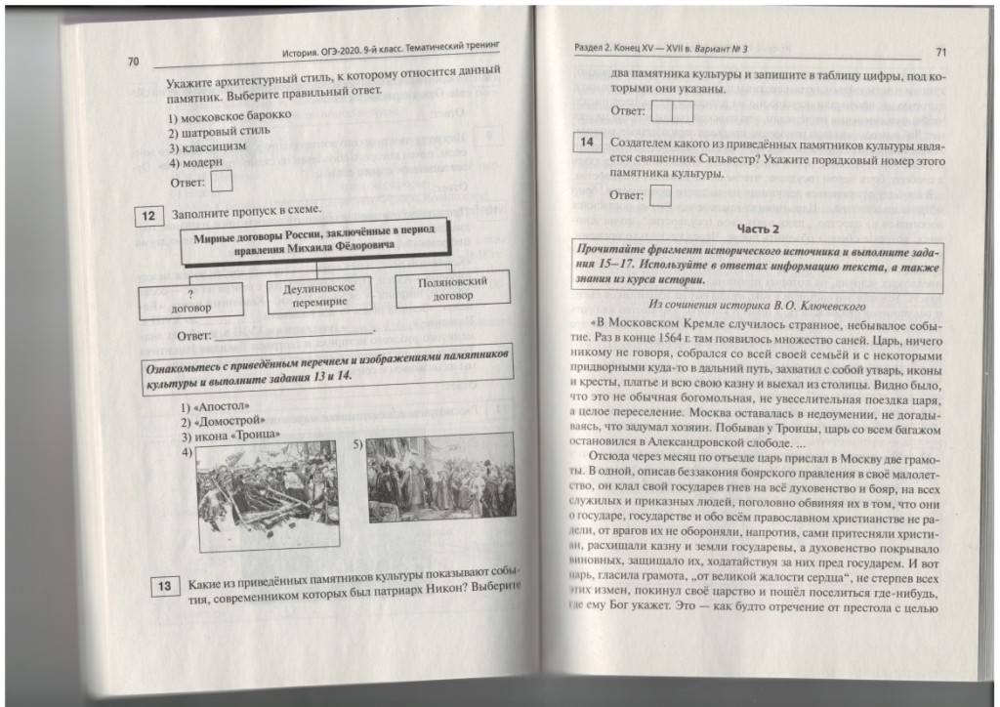 70
История. ОГЭ-2020. 9-й класс. Тематический тренинг
Укажите архитектурный стиль, к которому относится данный
памятник. Выберите правильный ответ.
1) московское барокко
2) шатровый стиль
3) классицизм
4) модерн
Ответ:
12 Заполните пропуск в схеме.
Мирные договоры России, заключённые в период
правления Михаила Фёдоровича
?
договор
Деулиновское
перемирие
Поляновский
договор
Ответ: ______________________.
Ознакомьтесь с приведённым перечнем и изображениями памятников
культуры и выполните задания 13 и 14.
1) «Апостол»
2) «Домострой»
3) икона «Троица»
4)
5)
13 Какие из приведённых памятников культуры показывают собы-
тия, современником которых был патриарх Никон? Выберите
Раздел 2. Конец XV — XVII в. Вариант № 3
71
два памятника культуры и запишите в таблицу цифры, под ко-
торыми они указаны.
Ответ:
14 Создателем какого из приведённых памятников культуры явля-
ется священник Сильвестр? Укажите порядковый номер этого
памятника культуры.
Ответ:
Часть 2
Прочитайте фрагмент исторического источника и выполните зада-
ния 15—17. Используйте в ответах информацию текста, а также
знания из курса истории.
Из сочинения историка В.О. Ключевского
«В Московском Кремле случилось странное, небывалое собы-
тие. Раз в конце 1564 г. там появилось множество саней. Царь, ничего
никому не говоря, собрался со всей своей семьёй и с некоторыми
придворными куда-то в дальний путь, захватил с собой утварь, иконы
и кресты, платье и всю свою казну и выехал из столицы. Видно было,
что это не обычная богомольная, не увеселительная поездка царя,
а целое переселение. Москва оставалась в недоумении, не догады-
ваясь, что задумал хозяин. Побывав у Троицы, царь со всем багажом
остановился в Александровской слободе. ...
Отсюда через месяц по отъезде царь прислал в Москву две грамо-
ты. В одной, описав беззакония боярского правления в своё малолет-
ство, он клал свой государев гнев на всё духовенство и бояр, на всех
служилых и приказных людей, поголовно обвиняя их в том, что они
о государе, государстве и обо всём православном христианстве не ра-
дели, от врагов их не обороняли, напротив, сами притесняли христи-
ан, расхищали казну и земли государевы, а духовенство покрывало
виновных, защищало их, ходатайствуя за них пред государем. И вот
царь, гласила грамота, „от великой жалости сердца“, не стерпев всех
этих измен, покинул своё царство и пошёл поселиться где-нибудь,
где ему Бог укажет. Это — как будто отречение от престола с целью